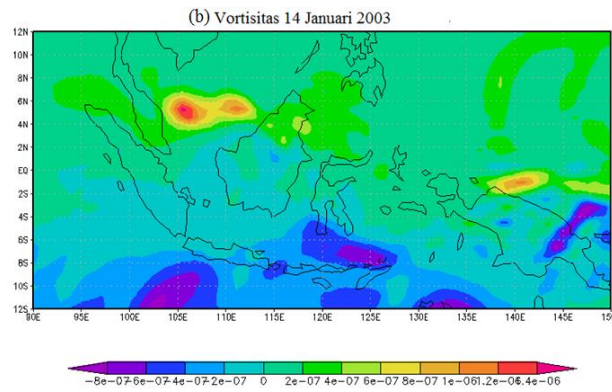 (b) Vortisitas 14 Januari 2003
12N
10N
8N
6N
4N
2N
EQ
2S
4S
6S
8S
10S
12S
90E 95E 100E 105E 110E 115E 120E 125E 130E 135E 140E 145E 150E
-8e-07 -6e-07 -4e-07 -2e-07 0 2e-07 4e-07 6e-07 8e-07 1e-06 1.2e-06 1.4e-06